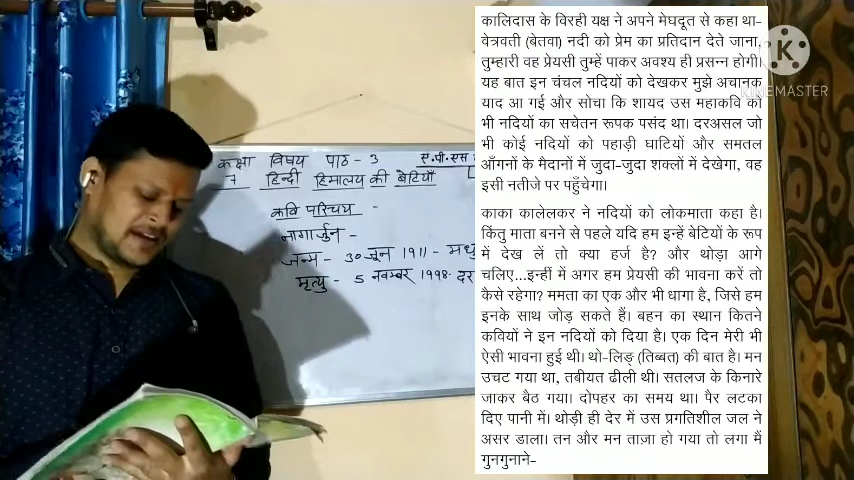 कक्षा विषय पाठ - 3 ए.पी.एस
7 हिन्दी हिमालय की बेटियाँ
कवि परिचय -
नागार्जुन -
जन्म - 30 जून 1911 - मधु
मृत्यु - 5 नवम्बर 1998- दर
कालिदास के विरही यक्ष ने अपने मेघदूत से कहा था-
वेत्रवती (बेतवा) नदी को प्रेम का प्रतिदान देते जाना,
तुम्हारी वह प्रेयसी तुम्हें पाकर अवश्य ही प्रसन्न होगी।
यह बात इन चंचल नदियों को देखकर मुझे अचानक
याद आ गई और सोचा कि शायद उस महाकवि को
भी नदियों का सचेतन रूपक पसंद था। दरअसल जो
भी कोई नदियों को पहाड़ी घाटियों और समतल
आँगनों के मैदानों में जुदा-जुदा शक्लों में देखेगा, वह
इसी नतीजे पर पहुँचेगा।
काका कालेलकर ने नदियों को लोकमाता कहा है।
किंतु माता बनने से पहले यदि हम इन्हें बेटियों के रूप
में देख लें तो क्या हर्ज है? और थोड़ा आगे
चलिए...इन्हीं में अगर हम प्रेयसी की भावना करें तो
कैसे रहेगा? ममता का एक और भी धागा है, जिसे हम
इनके साथ जोड़ सकते हैं। बहन का स्थान कितने
कवियों ने इन नदियों को दिया है। एक दिन मेरी भी
ऐसी भावना हुई थी। थो-लिङ् (तिब्बत) की बात है। मन
उचट गया था, तबीयत ढीली थी। सतलज के किनारे
जाकर बैठ गया। दोपहर का समय था। पैर लटका
दिए पानी में। थोड़ी ही देर में उस प्रगतिशील जल ने
असर डाला। तन और मन ताज़ा हो गया तो लगा मैं
गुनगुनाने-
KINEMASTER